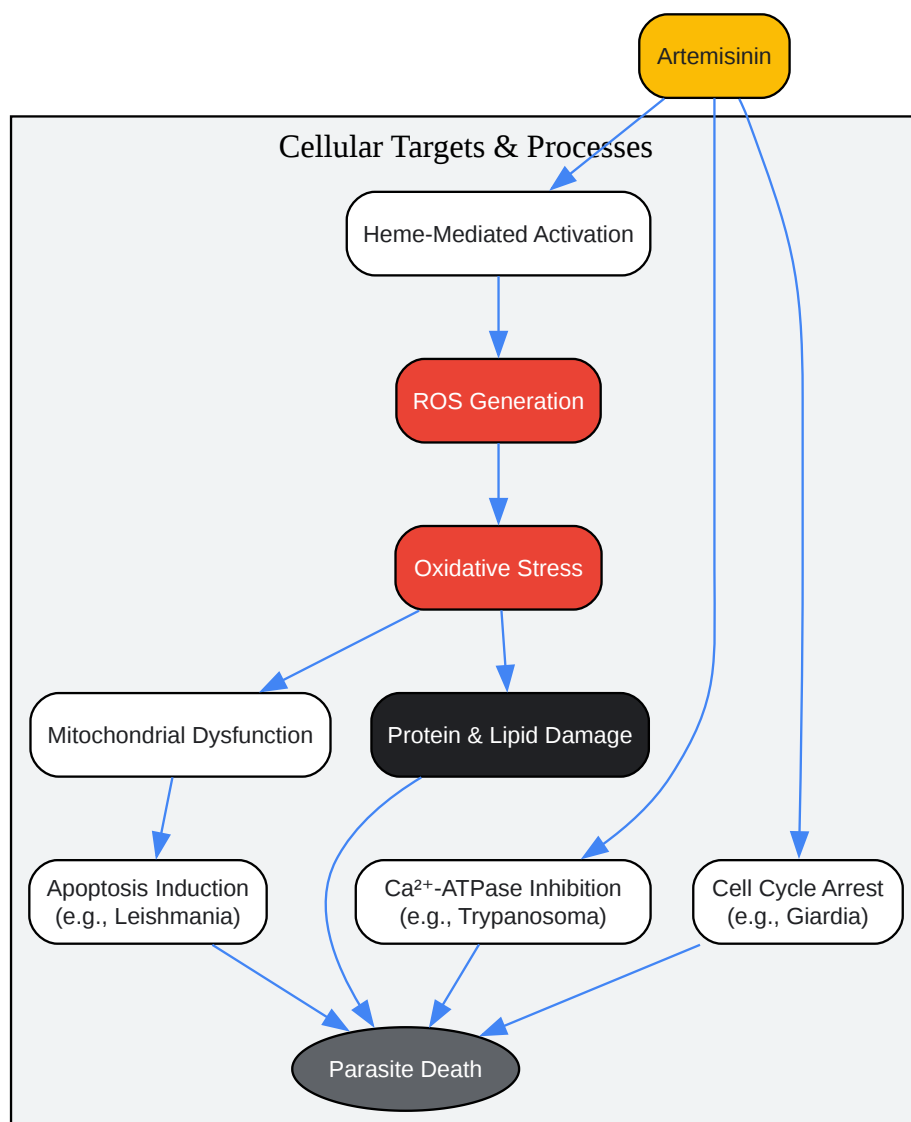 Artemisinin
Cellular Targets & Processes
Heme-Mediated Activation
ROS Generation
Oxidative Stress
Mitochondrial Dysfunction
Protein & Lipid Damage
Apoptosis Induction
(e.g., Leishmania)
Ca²⁺-ATPase Inhibition
(e.g., Trypanosoma)
Cell Cycle Arrest
(e.g., Giardia)
Parasite Death